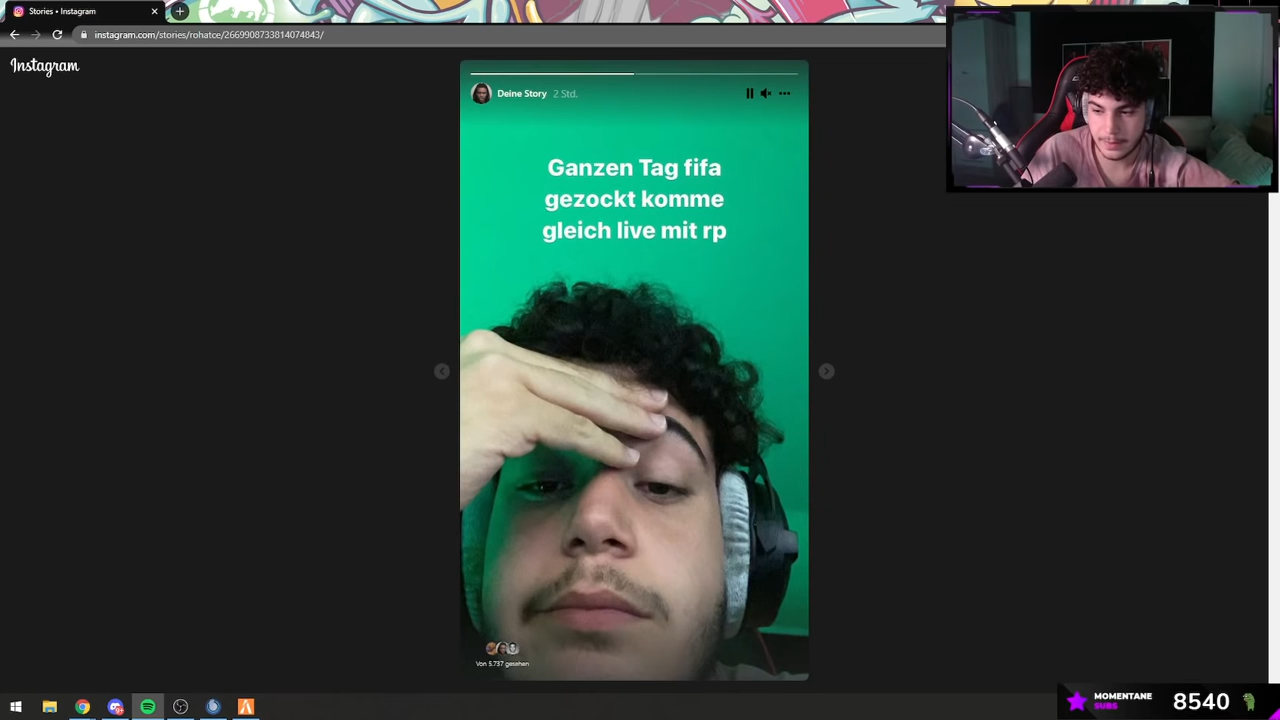 Stories • Instagram
instagram.com/stories/rohatce/2669908733814074843/
Instagram
Deine Story 2 Std.
Ganzen Tag fifa
gezockt komme
gleich live mit rp
Von 5.737 gesehen
MOMENTANE
SUBS
8540